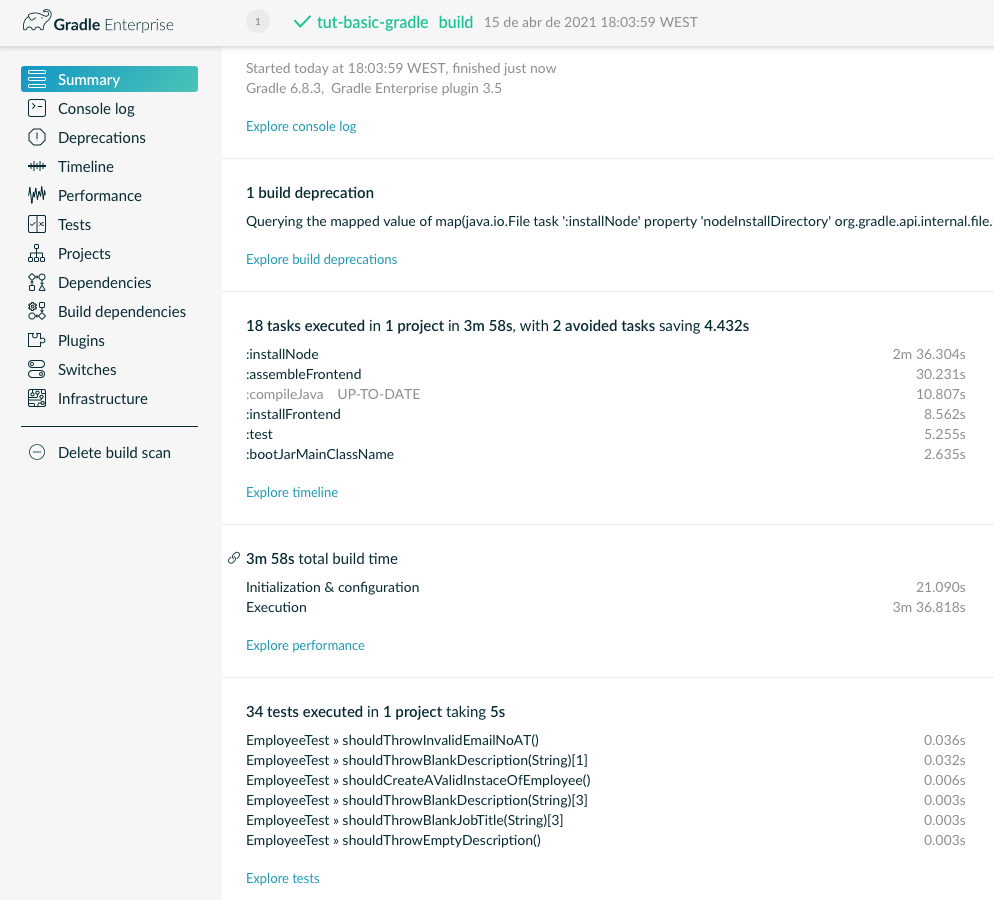 Gradle Enterprise
1 tut-basic-gradle build 15 de abr de 2021 18:03:59 WEST
Summary
Console log
Deprecations
Timeline
Performance
Tests
Projects
Dependencies
Build dependencies
Plugins
Switches
Infrastructure
Delete build scan
Started today at 18:03:59 WEST, finished just now
Gradle 6.8.3, Gradle Enterprise plugin 3.5
Explore console log
1 build deprecation
Querying the mapped value of map(java.io.File task ':installNode' property 'nodeInstallDirectory' org.gradle.api.internal.file.
Explore build deprecations
18 tasks executed in 1 project in 3m 58s, with 2 avoided tasks saving 4.432s
:installNode 2m 36.304s
:assembleFrontend 30.231s
:compileJava UP-TO-DATE 10.807s
:installFrontend 8.562s
:test 5.255s
:bootJarMainClassName 2.635s
Explore timeline
3m 58s total build time
Initialization & configuration 21.090s
Execution 3m 36.818s
Explore performance
34 tests executed in 1 project taking 5s
EmployeeTest » shouldThrowInvalidEmailNoAT() 0.036s
EmployeeTest » shouldThrowBlankDescription(String)[1] 0.032s
EmployeeTest » shouldCreateAValidInstaceOfEmployee() 0.006s
EmployeeTest » shouldThrowBlankDescription(String)[3] 0.003s
EmployeeTest » shouldThrowBlankJobTitle(String)[3] 0.003s
EmployeeTest » shouldThrowEmptyDescription() 0.003s
Explore tests